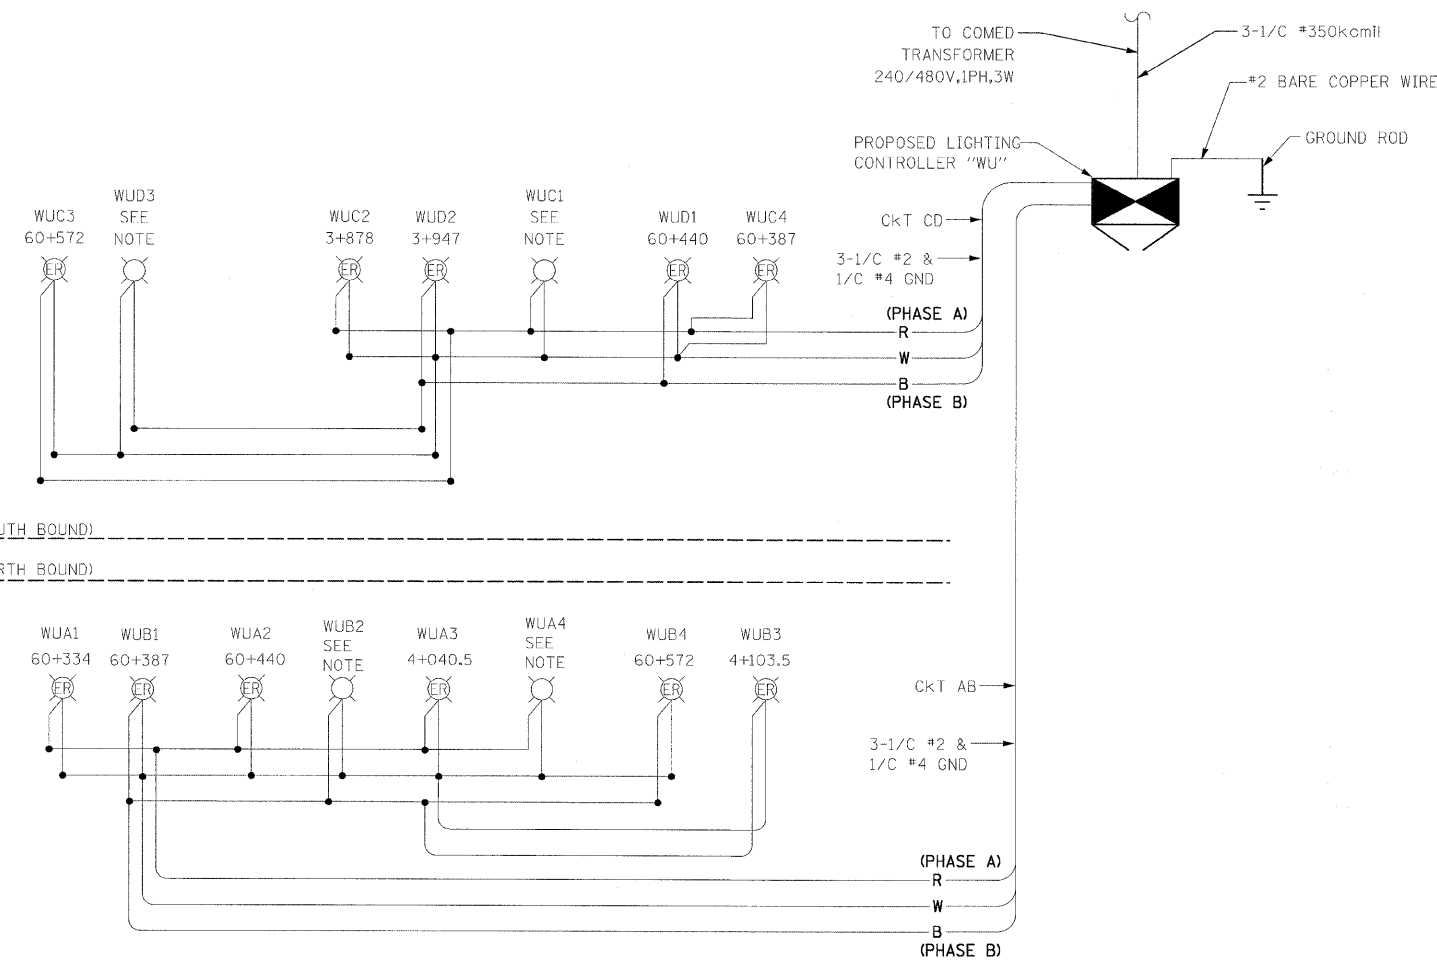 TO COMED
TRANSFORMER
240/480V,1PH,3W
3-1/C #350kcmil
#2 BARE COPPER WIRE
GROUND ROD
PROPOSED LIGHTING
CONTROLLER "WU"
WUC3
60+572
WUD3
SEE
NOTE
WUC2
3+878
WUD2
3+947
WUC1
SEE
NOTE
WUD1
60+440
WUC4
60+387
ER
ER
ER
ER
ER
CkT CD
3-1/C #2 &
1/C #4 GND
(PHASE A)
R
W
B
(PHASE B)
UTH BOUND)
RTH BOUND)
WUA1
60+334
WUB1
60+387
WUA2
60+440
WUB2
SEE
NOTE
WUA3
4+040.5
WUA4
SEE
NOTE
WUB4
60+572
WUB3
4+103.5
ER
ER
ER
ER
ER
ER
CkT AB
3-1/C #2 &
1/C #4 GND
(PHASE A)
R
W
B
(PHASE B)